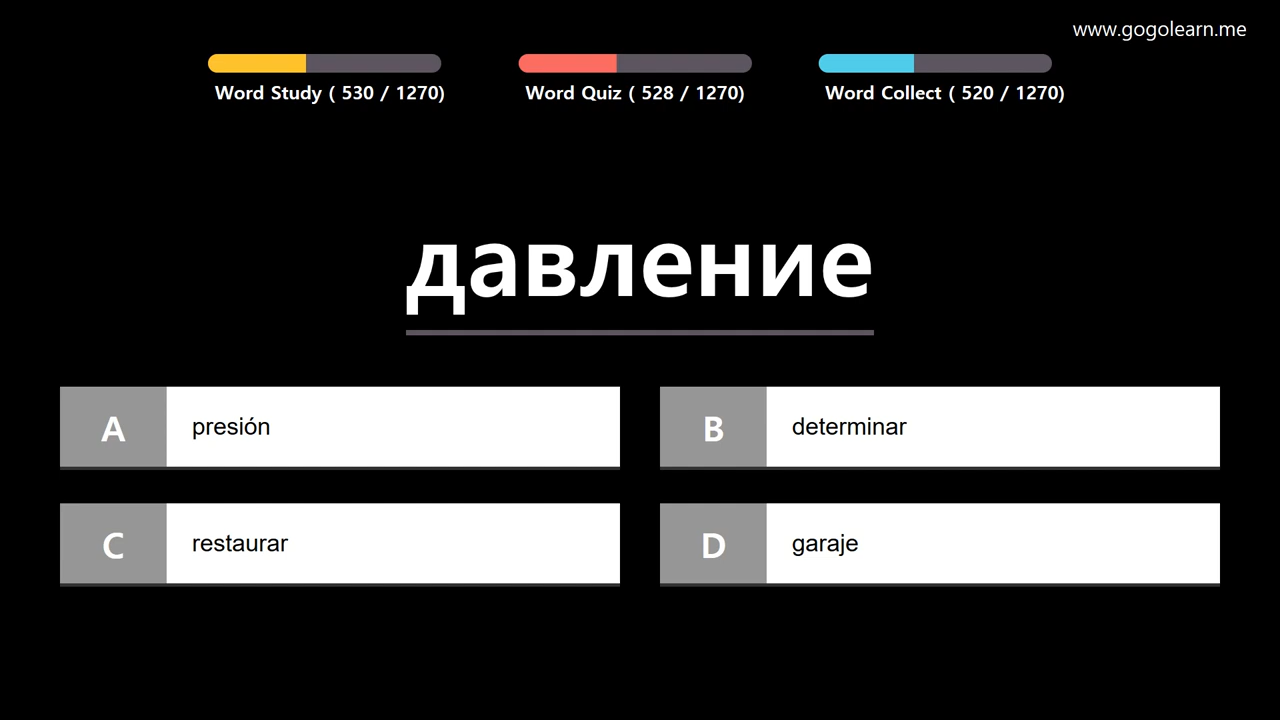 www.gogolearn.me
Word Study ( 530 / 1270)
Word Quiz ( 528 / 1270)
Word Collect ( 520 / 1270)
давление
A presión
B determinar
C restaurar
D garaje